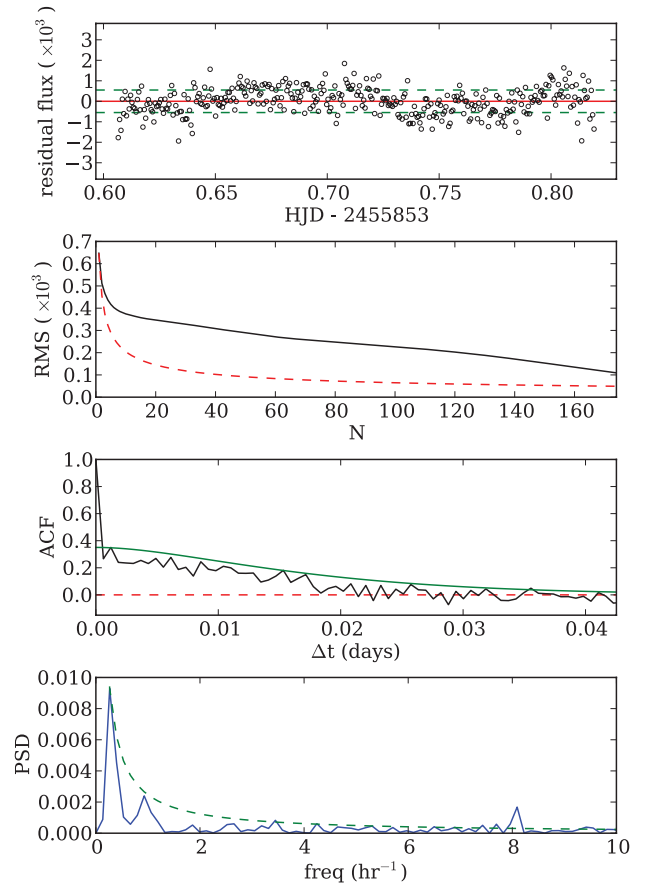 residual flux ( ×10³)
3
2
1
0
−1
−2
−3
0.60 0.65 0.70 0.75 0.80
HJD - 2455853
RMS ( ×10³)
0.7
0.6
0.5
0.4
0.3
0.2
0.1
0.0
0 20 40 60 80 100 120 140 160
N
ACF
1.0
0.8
0.6
0.4
0.2
0.0
0.00 0.01 0.02 0.03 0.04
Δt (days)
PSD
0.010
0.008
0.006
0.004
0.002
0.000
0 2 4 6 8 10
freq (hr⁻¹)